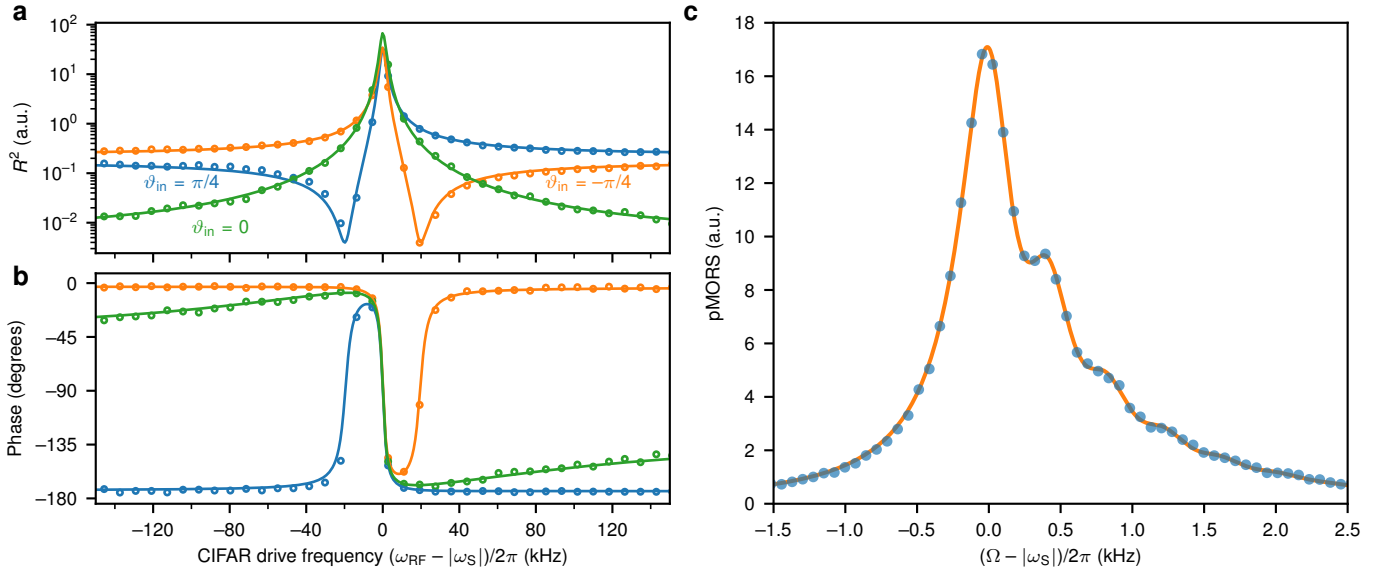 a
10²
10¹
10⁰
10⁻¹
10⁻²
R² (a.u.)
ϑin = π/4
ϑin = −π/4
ϑin = 0
b
0
−45
−90
−135
−180
Phase (degrees)
−120 −80 −40 0 40 80 120
CIFAR drive frequency (ωRF − |ωS|)/2π (kHz)
c
18
16
14
12
10
8
6
4
2
0
pMORS (a.u.)
−1.5 −1.0 −0.5 0.0 0.5 1.0 1.5 2.0 2.5
(Ω − |ωS|)/2π (kHz)